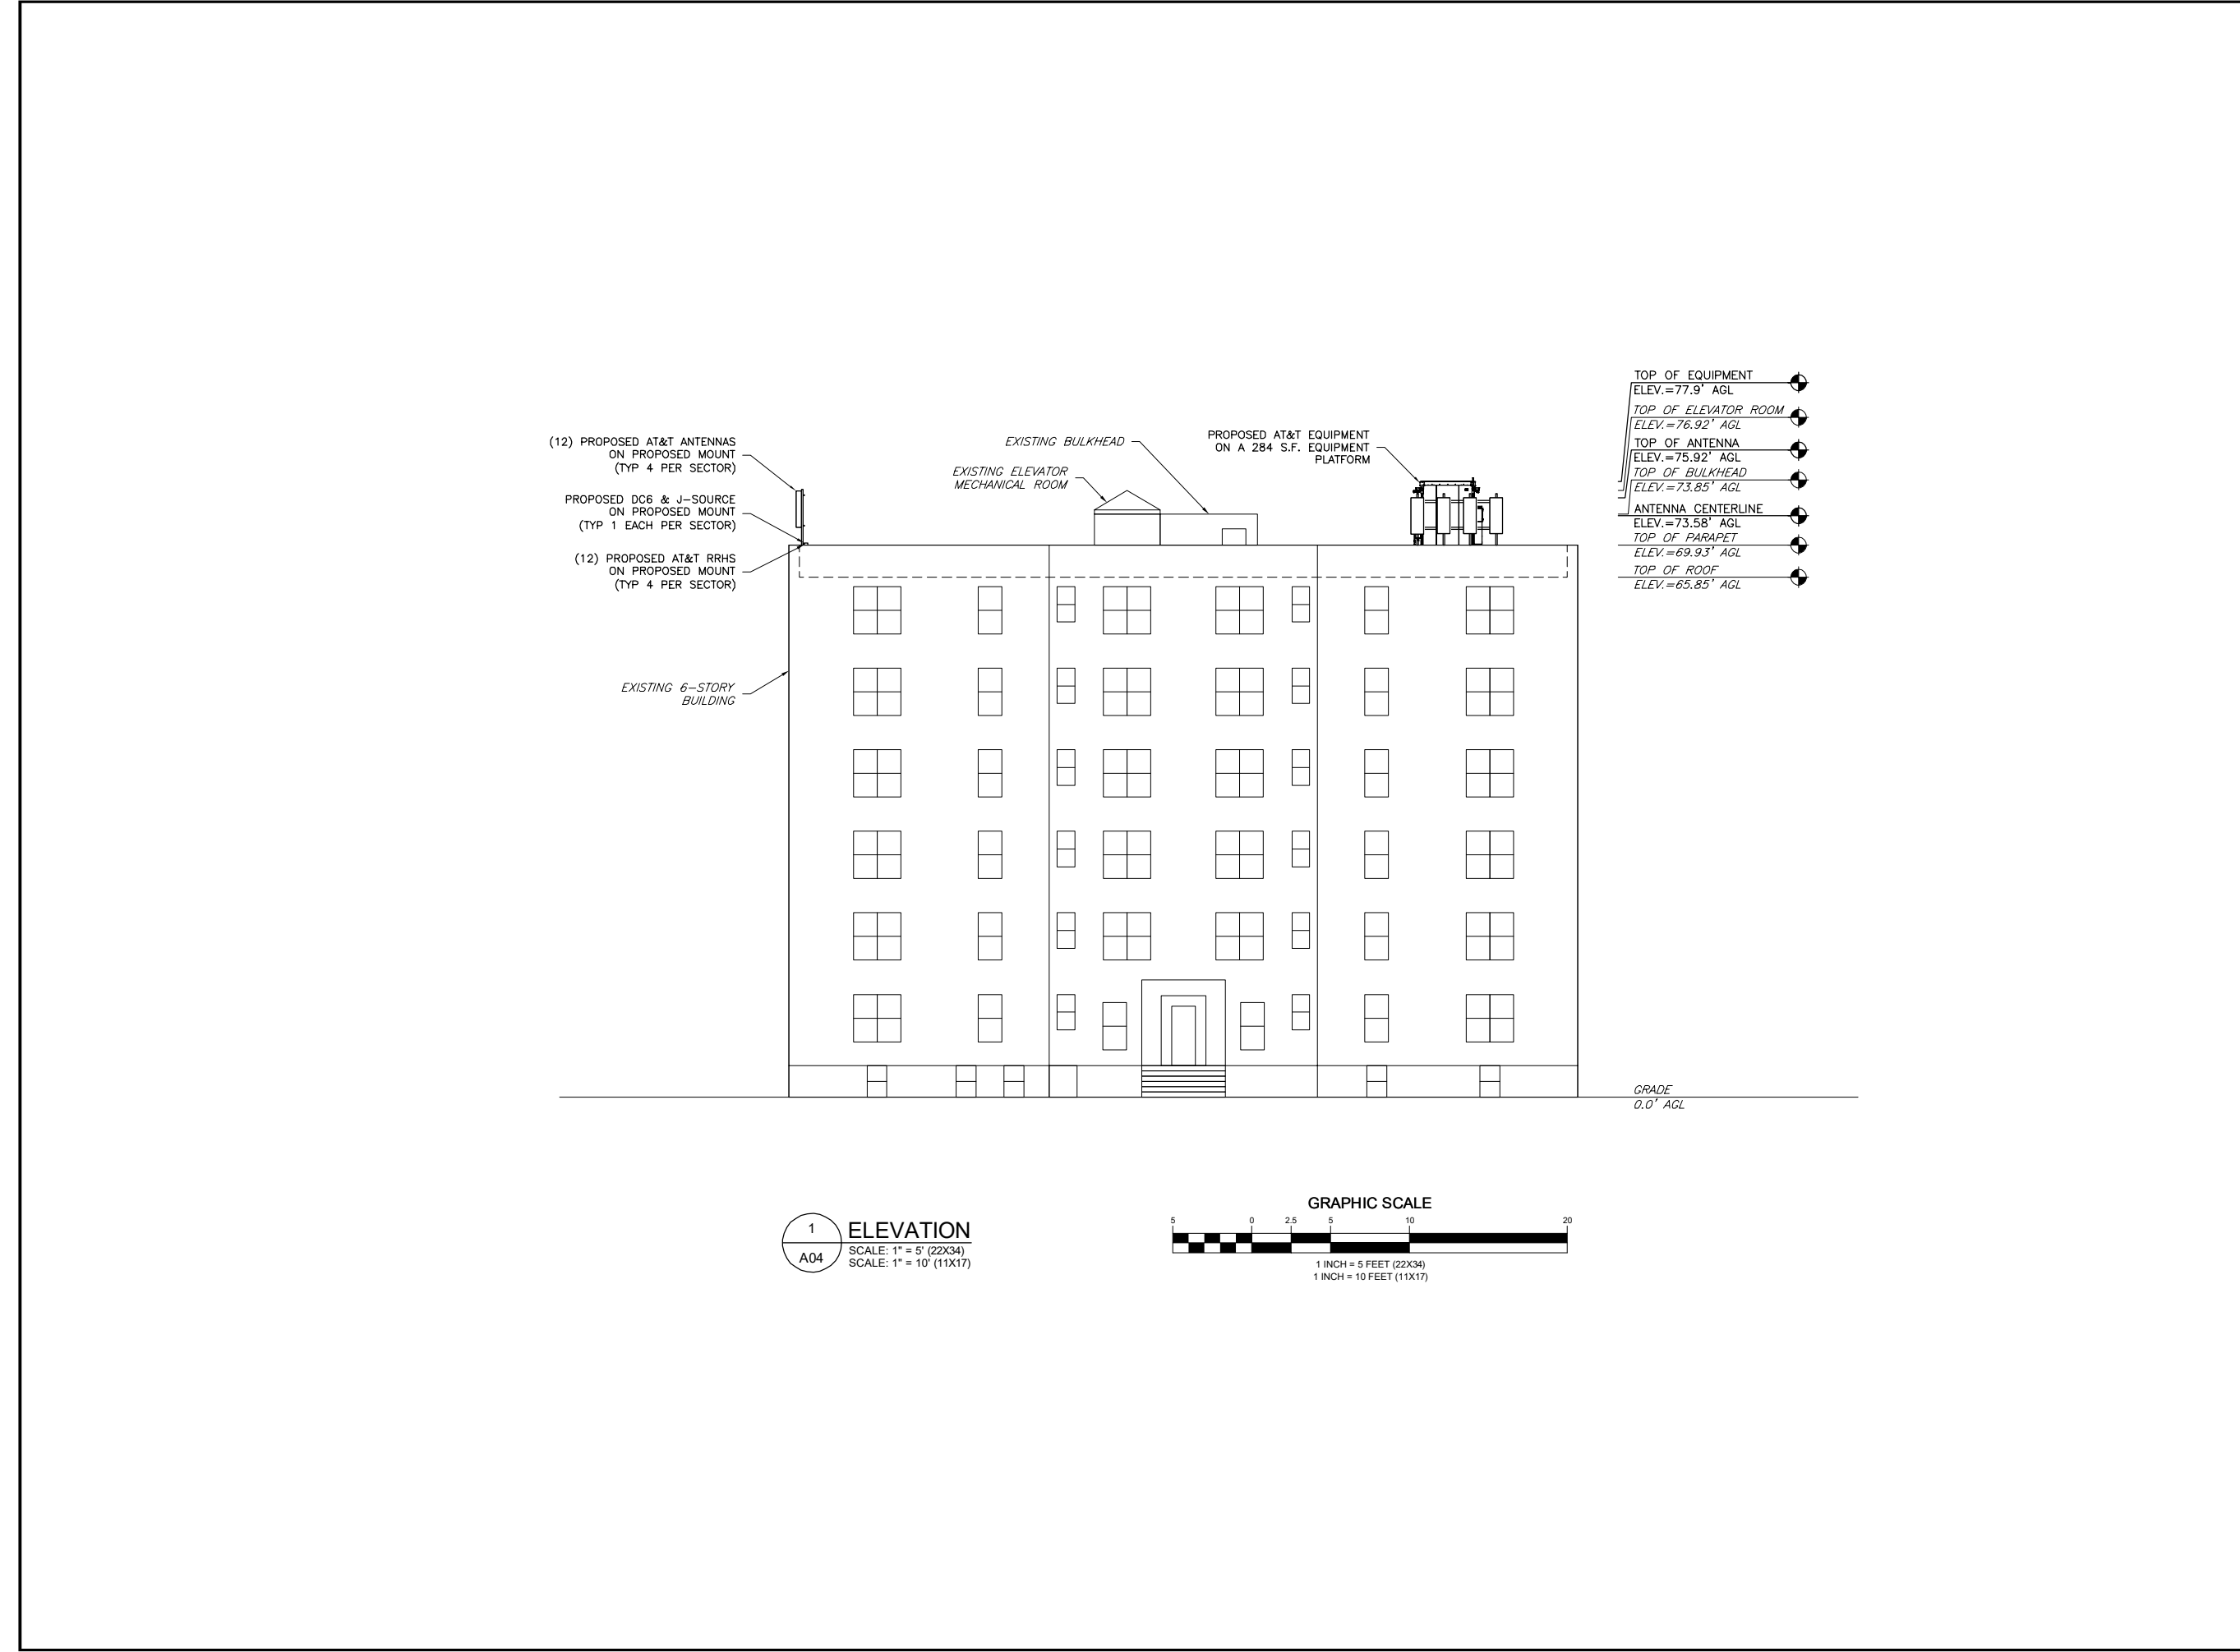 TOP OF EQUIPMENT
ELEV.=77.9' AGL
TOP OF ELEVATOR ROOM
ELEV.=76.92' AGL
TOP OF ANTENNA
ELEV.=75.92' AGL
TOP OF BULKHEAD
ELEV.=73.85' AGL
ANTENNA CENTERLINE
ELEV.=73.58' AGL
TOP OF PARAPET
ELEV.=69.93' AGL
TOP OF ROOF
ELEV.=65.85' AGL
(12) PROPOSED AT&T ANTENNAS
ON PROPOSED MOUNT
(TYP 4 PER SECTOR)
PROPOSED DC6 & J-SOURCE
ON PROPOSED MOUNT
(TYP 1 EACH PER SECTOR)
(12) PROPOSED AT&T RRHS
ON PROPOSED MOUNT
(TYP 4 PER SECTOR)
EXISTING BULKHEAD
EXISTING ELEVATOR
MECHANICAL ROOM
PROPOSED AT&T EQUIPMENT
ON A 284 S.F. EQUIPMENT
PLATFORM
EXISTING 6-STORY
BUILDING
GRADE
0.0' AGL
1
A04
ELEVATION
SCALE: 1" = 5' (22X34)
SCALE: 1" = 10' (11X17)
GRAPHIC SCALE
5 0 2.5 5 10 20
1 INCH = 5 FEET (22X34)
1 INCH = 10 FEET (11X17)